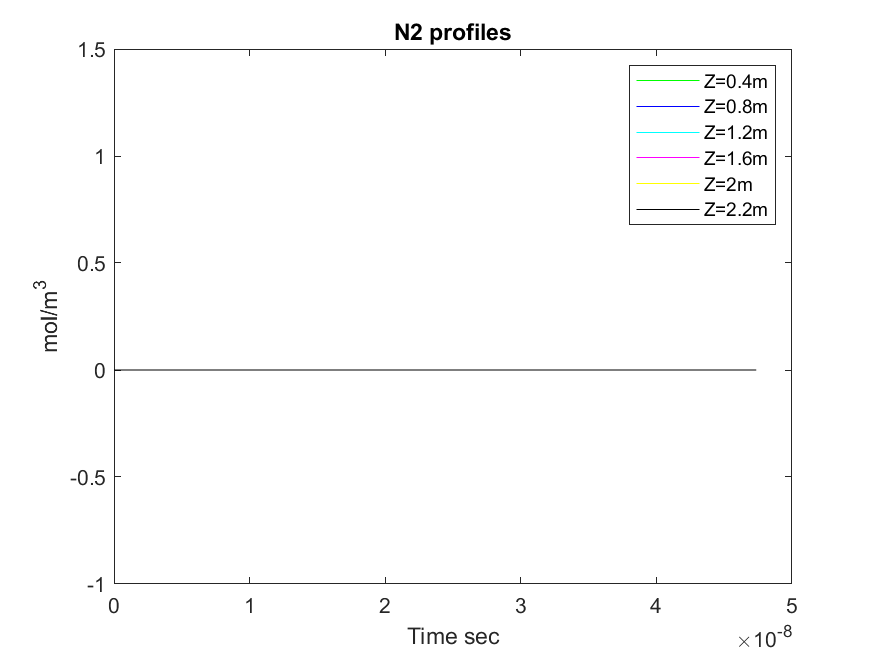 N2 profiles
1.5
1
0.5
0
-0.5
-1
mol/m³
Z=0.4m
Z=0.8m
Z=1.2m
Z=1.6m
Z=2m
Z=2.2m
0 1 2 3 4 5
Time sec
×10⁻⁸